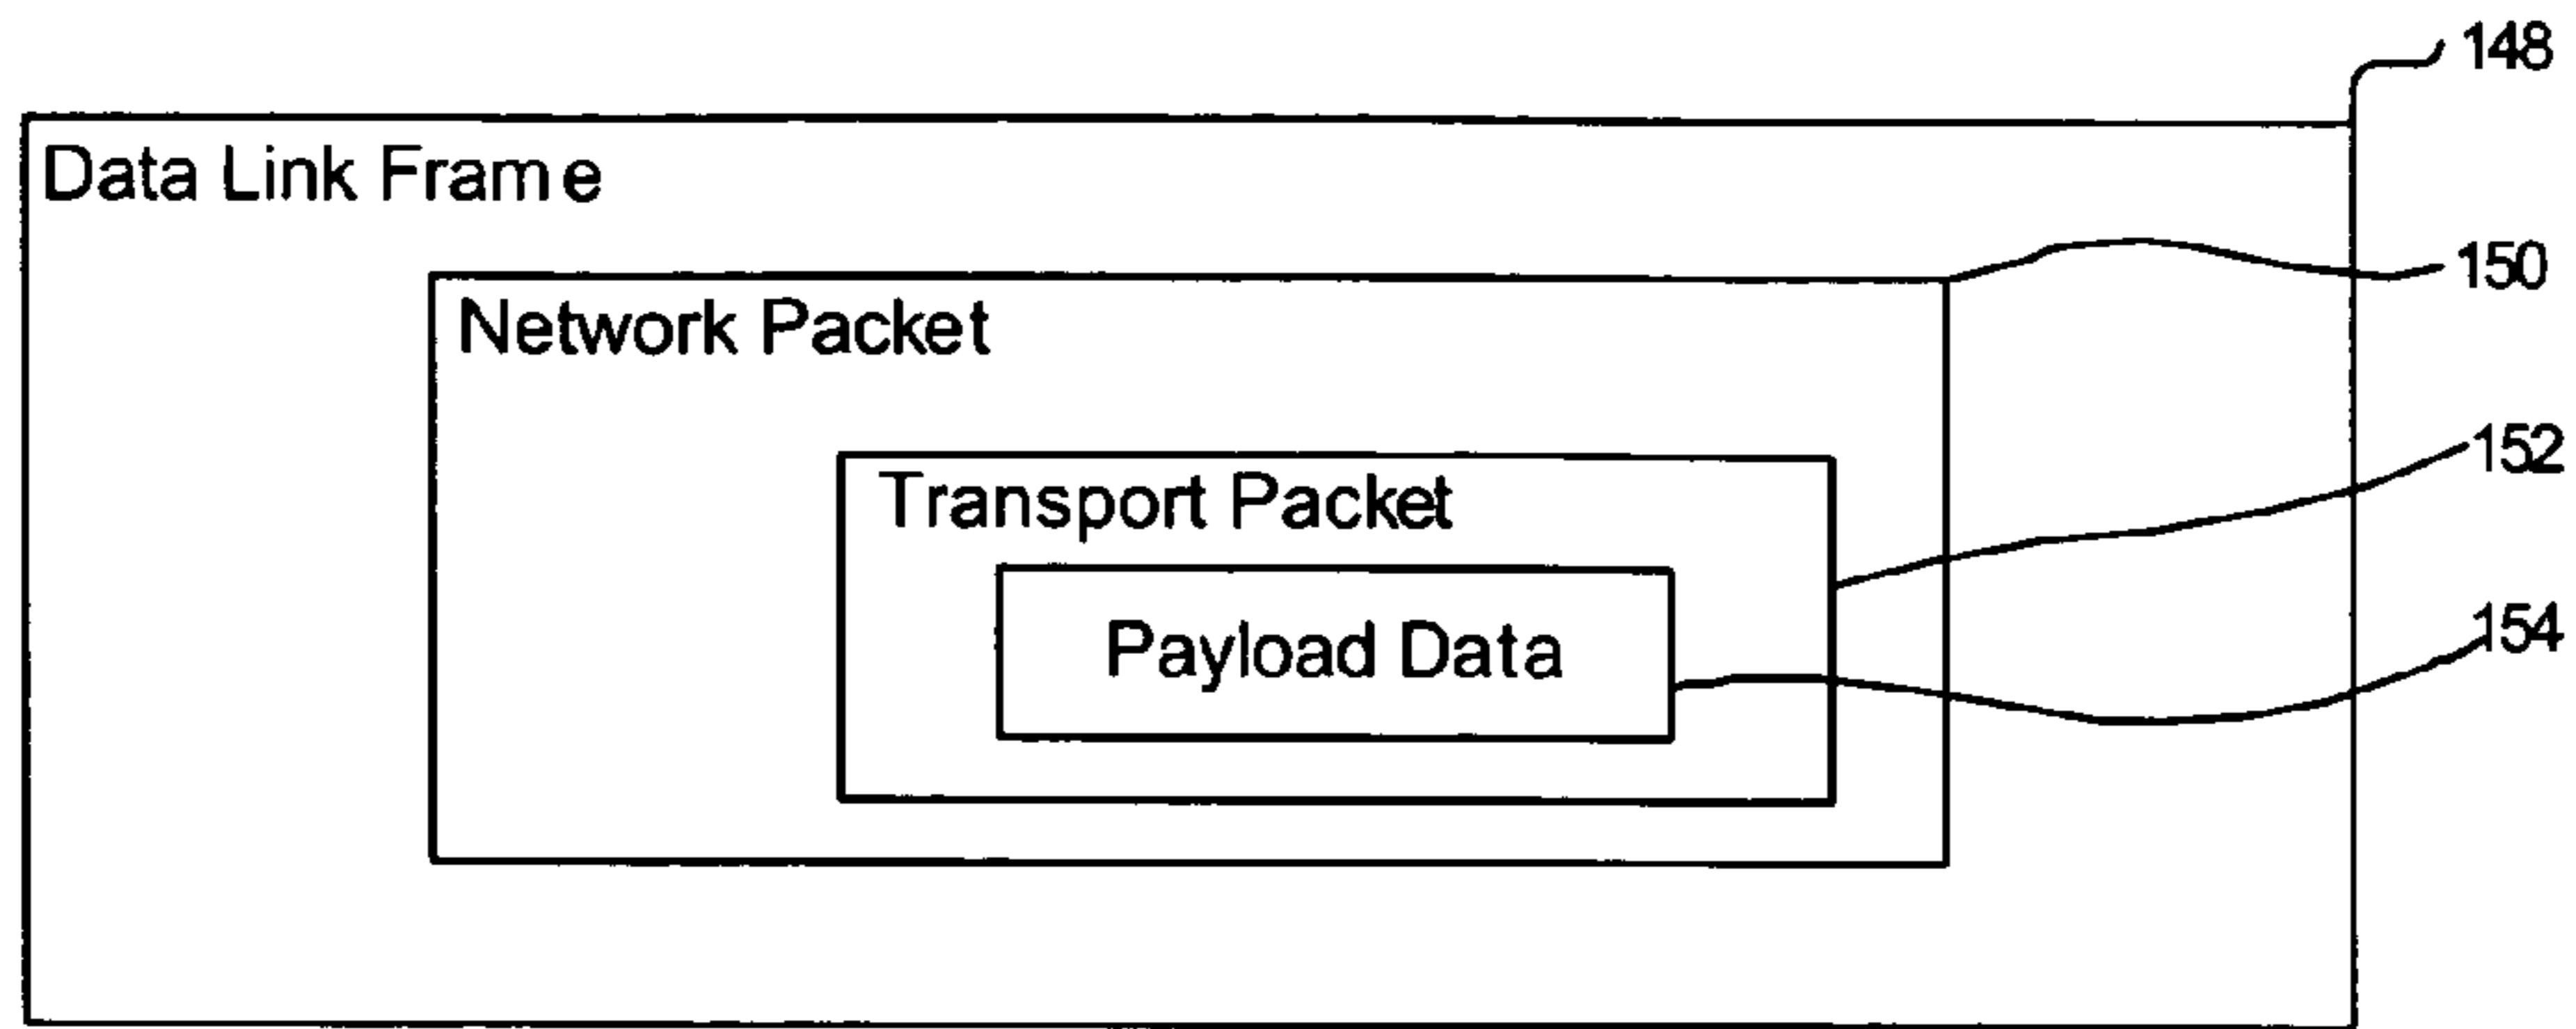 148
Data Link Frame
150
Network Packet
152
Transport Packet
154
Payload Data